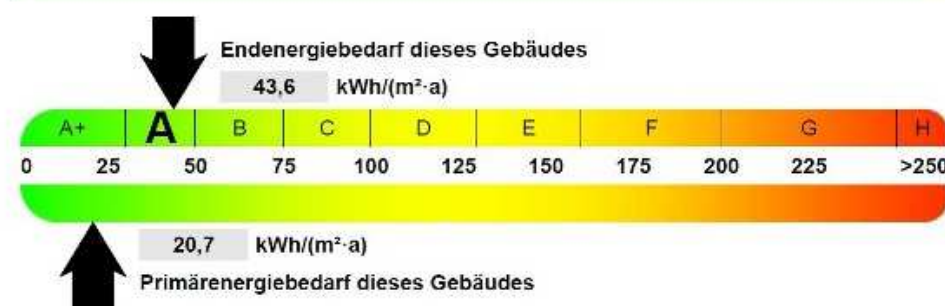 Endenergiebedarf dieses Gebäudes
43,6 kWh/(m²·a)
A+ A B C D E F G H
0 25 50 75 100 125 150 175 200 225 >250
20,7 kWh/(m²·a)
Primärenergiebedarf dieses Gebäudes